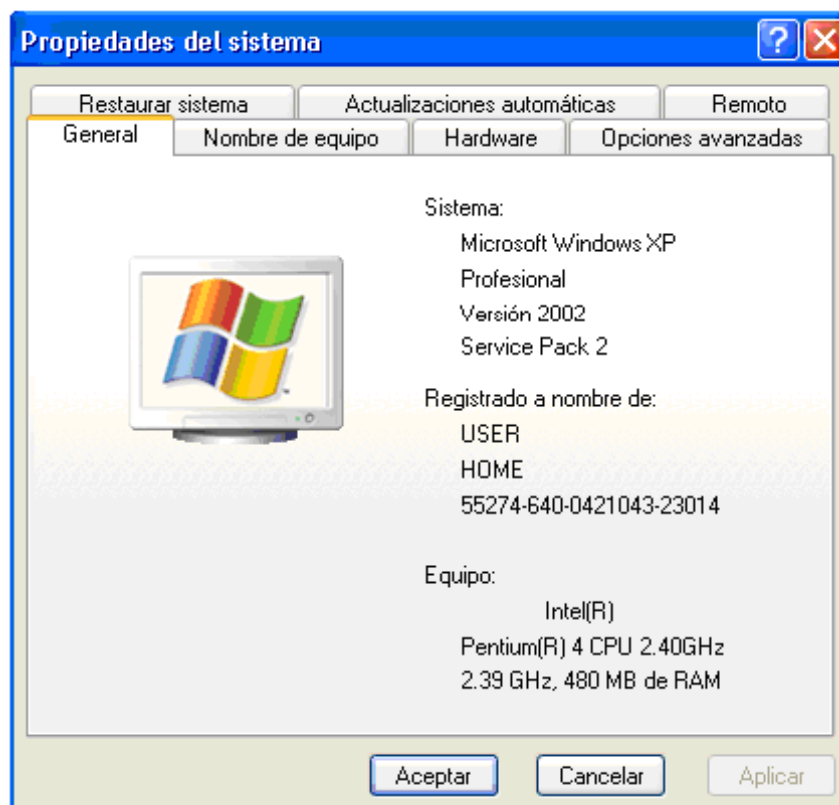 Propiedades del sistema
Restaurar sistema
Actualizaciones automáticas
Remoto
General
Nombre de equipo
Hardware
Opciones avanzadas
Sistema:
Microsoft Windows XP
Profesional
Versión 2002
Service Pack 2
Registrado a nombre de:
USER
HOME
55274-640-0421043-23014
Equipo:
Intel(R)
Pentium(R) 4 CPU 2.40GHz
2.39 GHz, 480 MB de RAM
Aceptar
Cancelar
Aplicar